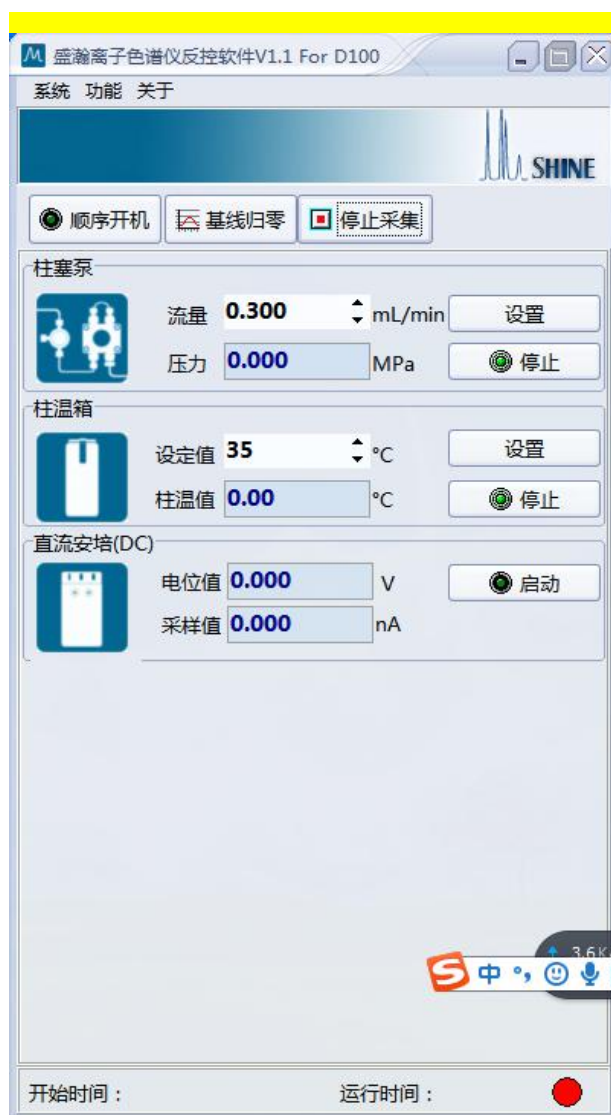 盛瀚离子色谱仪反控软件V1.1 For D100
系统 功能 关于
SHINE
顺序开机 基线归零 停止采集
柱塞泵
流量 0.300 mL/min 设置
压力 0.000 MPa 停止
柱温箱
设定值 35 °C 设置
柱温值 0.00 °C 停止
直流安培(DC)
电位值 0.000 V 启动
采样值 0.000 nA
3.6K
中
开始时间： 运行时间：